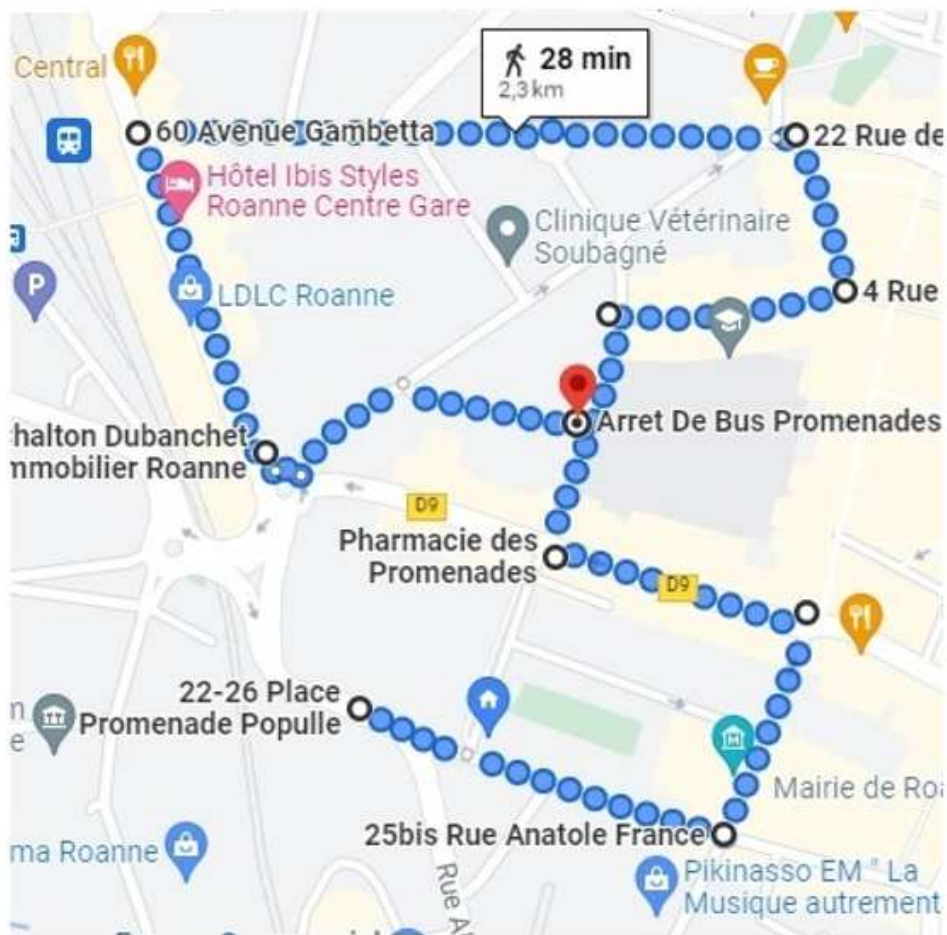 Central
28 min
2,3 km
60 Avenue Gambetta
22 Rue de
Hôtel Ibis Styles
Roanne Centre Gare
Clinique Vétérinaire
Soubagné
P
LDLC Roanne
4 Rue
Arret De Bus Promenades
halton Dubanchet
mmobilier Roanne
D9
Pharmacie des
Promenades
D9
22-26 Place
Promenade Populle
n
e
M
Mairie de Roa
25bis Rue Anatole France
ma Roanne
Rue Al
Pikinasso EM " La
Musique autrement